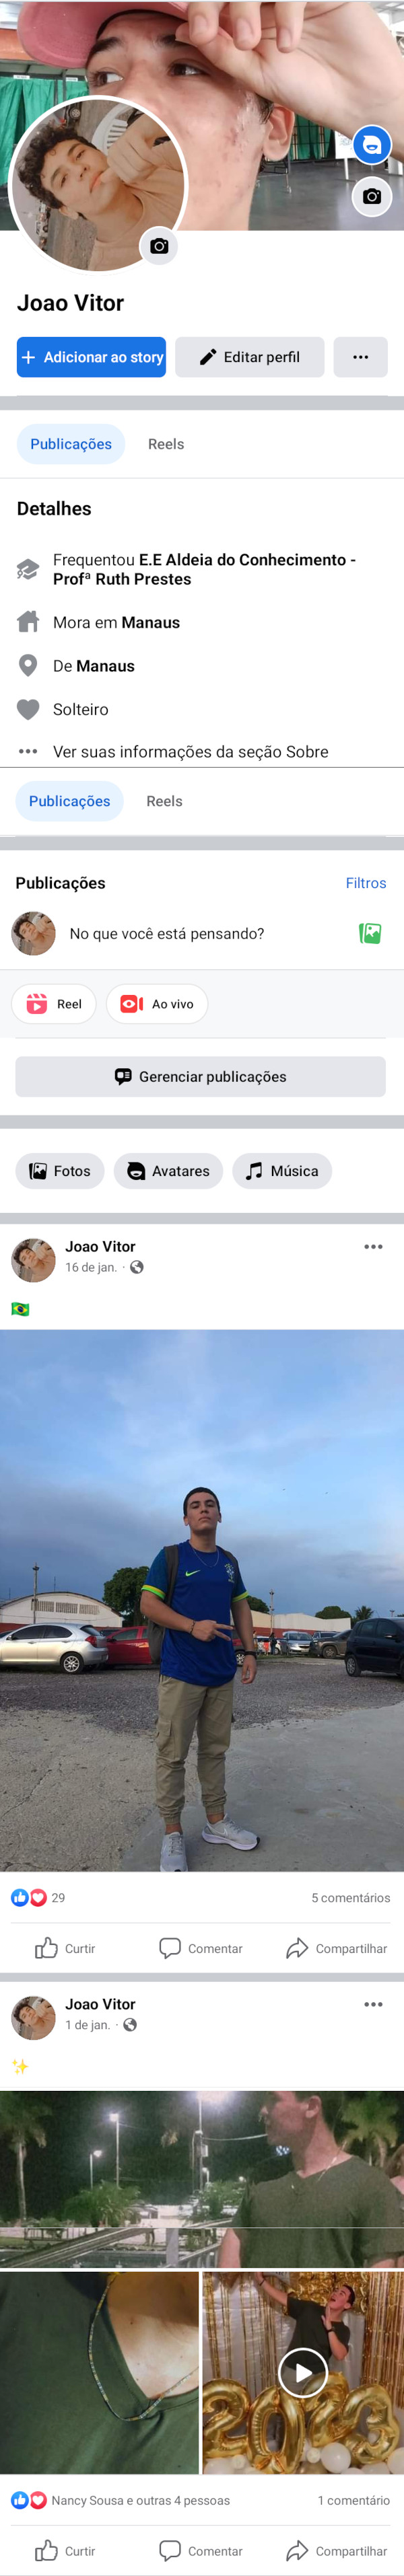 Joao Vitor
+ Adicionar ao story
Editar perfil
Publicações
Reels
Detalhes
Frequentou E.E Aldeia do Conhecimento -
Profª Ruth Prestes
Mora em Manaus
De Manaus
Solteiro
Ver suas informações da seção Sobre
Publicações
Reels
Publicações
Filtros
No que você está pensando?
Reel
Ao vivo
Gerenciar publicações
Fotos
Avatares
Música
Joao Vitor
16 de jan. ·
29
5 comentários
Curtir
Comentar
Compartilhar
Joao Vitor
1 de jan. ·
2023
Nancy Sousa e outras 4 pessoas
1 comentário
Curtir
Comentar
Compartilhar